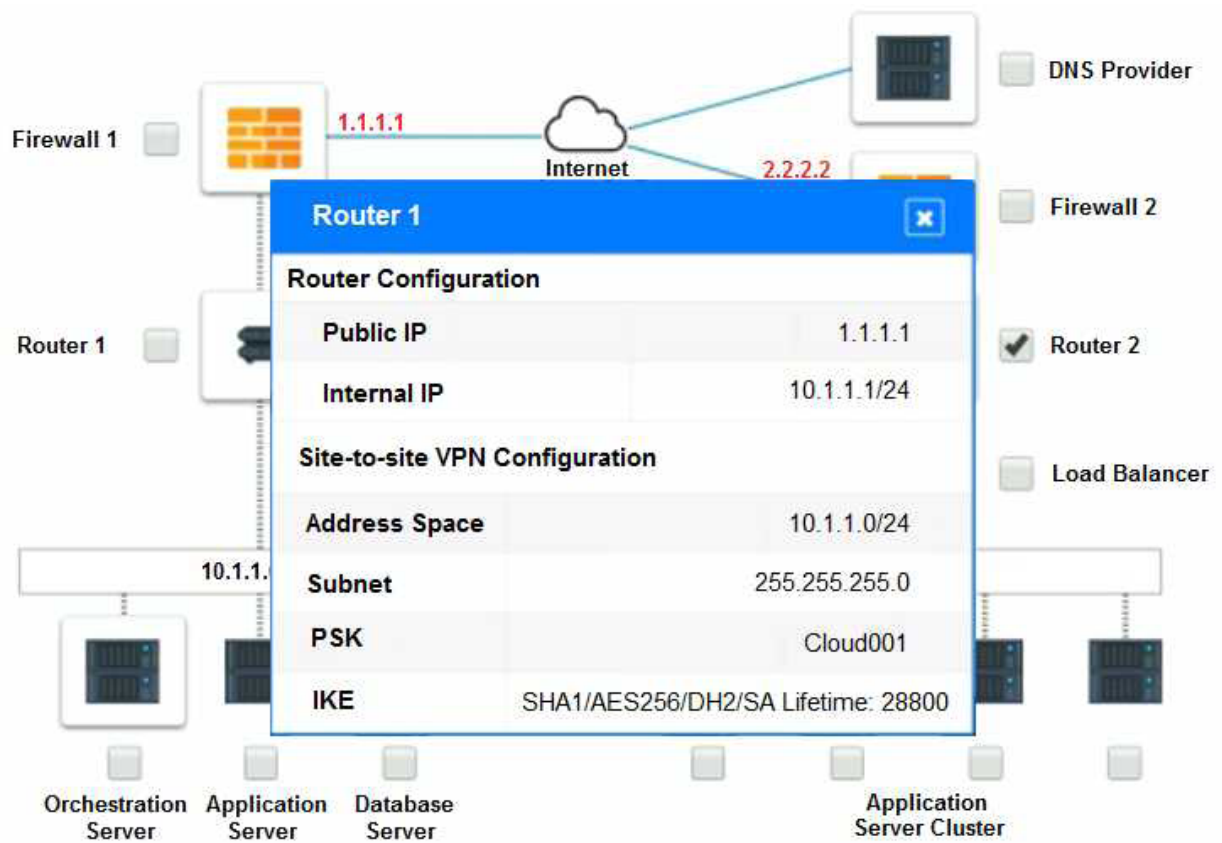 DNS Provider
Firewall 1
1.1.1.1
Internet
2.2.2.2
Firewall 2
Router 1
Router Configuration
Public IP 1.1.1.1
Internal IP 10.1.1.1/24
Site-to-site VPN Configuration
Address Space 10.1.1.0/24
Subnet 255.255.255.0
PSK Cloud001
IKE SHA1/AES256/DH2/SA Lifetime: 28800
Router 1
Router 2
Load Balancer
10.1.1.
Orchestration
Server
Application
Server
Database
Server
Application
Server Cluster